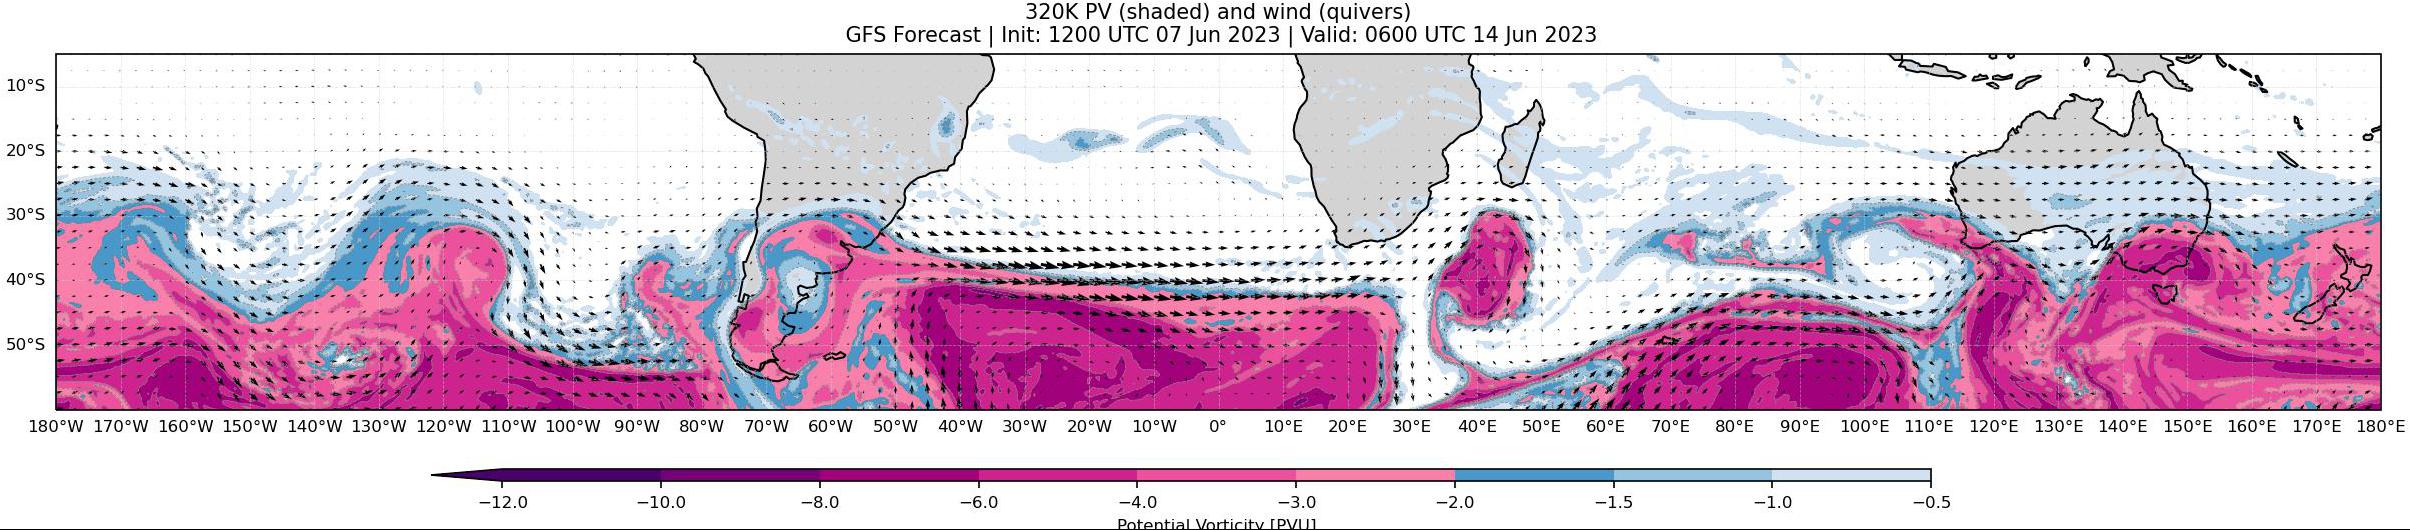 320K PV (shaded) and wind (quivers)
GFS Forecast | Init: 1200 UTC 07 Jun 2023 | Valid: 0600 UTC 14 Jun 2023
10°S
20°S
30°S
40°S
50°S
180°W 170°W 160°W 150°W 140°W 130°W 120°W 110°W 100°W 90°W 80°W 70°W 60°W 50°W 40°W 30°W 20°W 10°W 0° 10°E 20°E 30°E 40°E 50°E 60°E 70°E 80°E 90°E 100°E 110°E 120°E 130°E 140°E 150°E 160°E 170°E 180°E
−12.0 −10.0 −8.0 −6.0 −4.0 −3.0 −2.0 −1.5 −1.0 −0.5
Potential Vorticity [PVU]